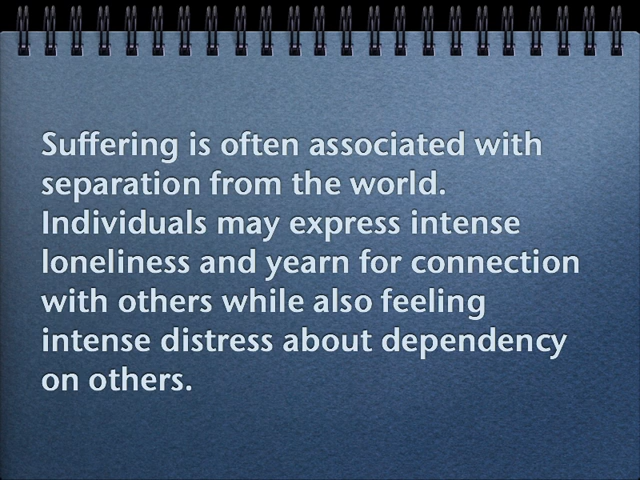 Suffering is often associated with
separation from the world.
Individuals may express intense
loneliness and yearn for connection
with others while also feeling
intense distress about dependency
on others.